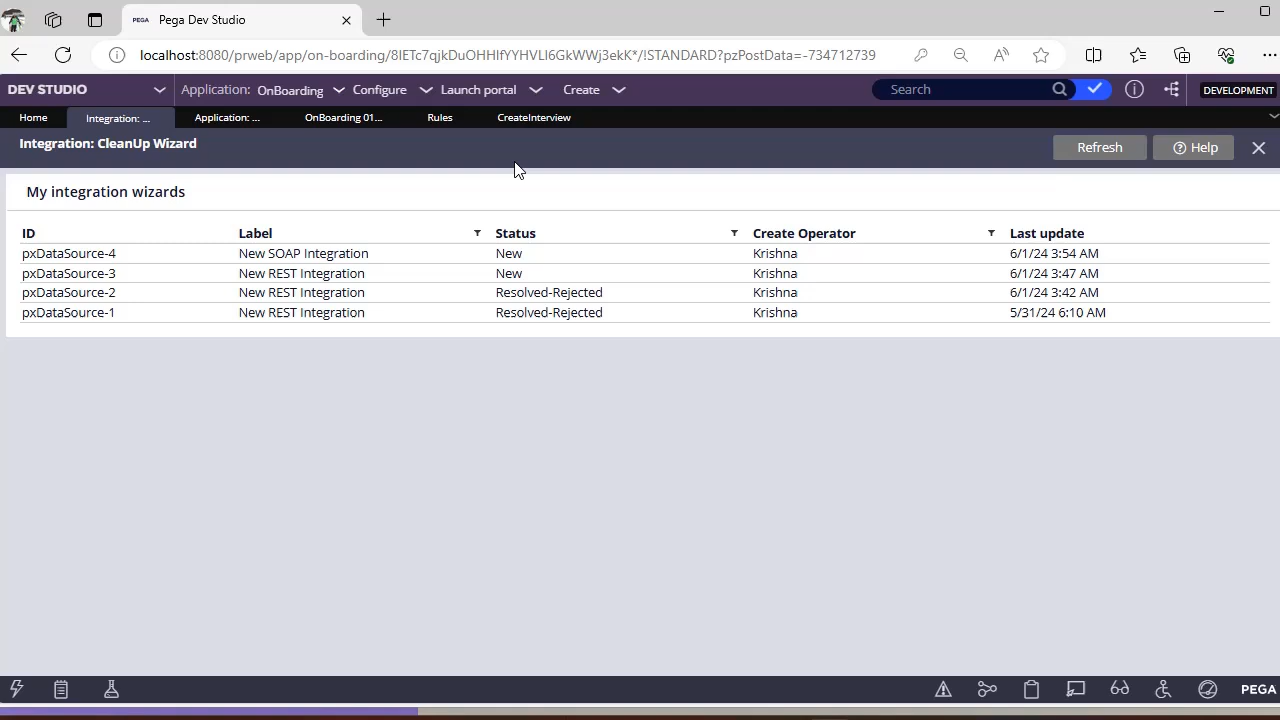 PEGA Pega Dev Studio
localhost:8080/prweb/app/on-boarding/8IETc7qjkDuOHHIfYYHVLI6GkWWj3ekK*/!STANDARD?pzPostData=-734712739
DEV STUDIO Application: OnBoarding Configure Launch portal Create Search DEVELOPMENT
Home Integration: ... Application: ... OnBoarding 01... Rules CreateInterview
Integration: CleanUp Wizard Refresh Help
My integration wizards
ID Label Status Create Operator Last update
pxDataSource-4 New SOAP Integration New Krishna 6/1/24 3:54 AM
pxDataSource-3 New REST Integration New Krishna 6/1/24 3:47 AM
pxDataSource-2 New REST Integration Resolved-Rejected Krishna 6/1/24 3:42 AM
pxDataSource-1 New REST Integration Resolved-Rejected Krishna 5/31/24 6:10 AM
PEGA